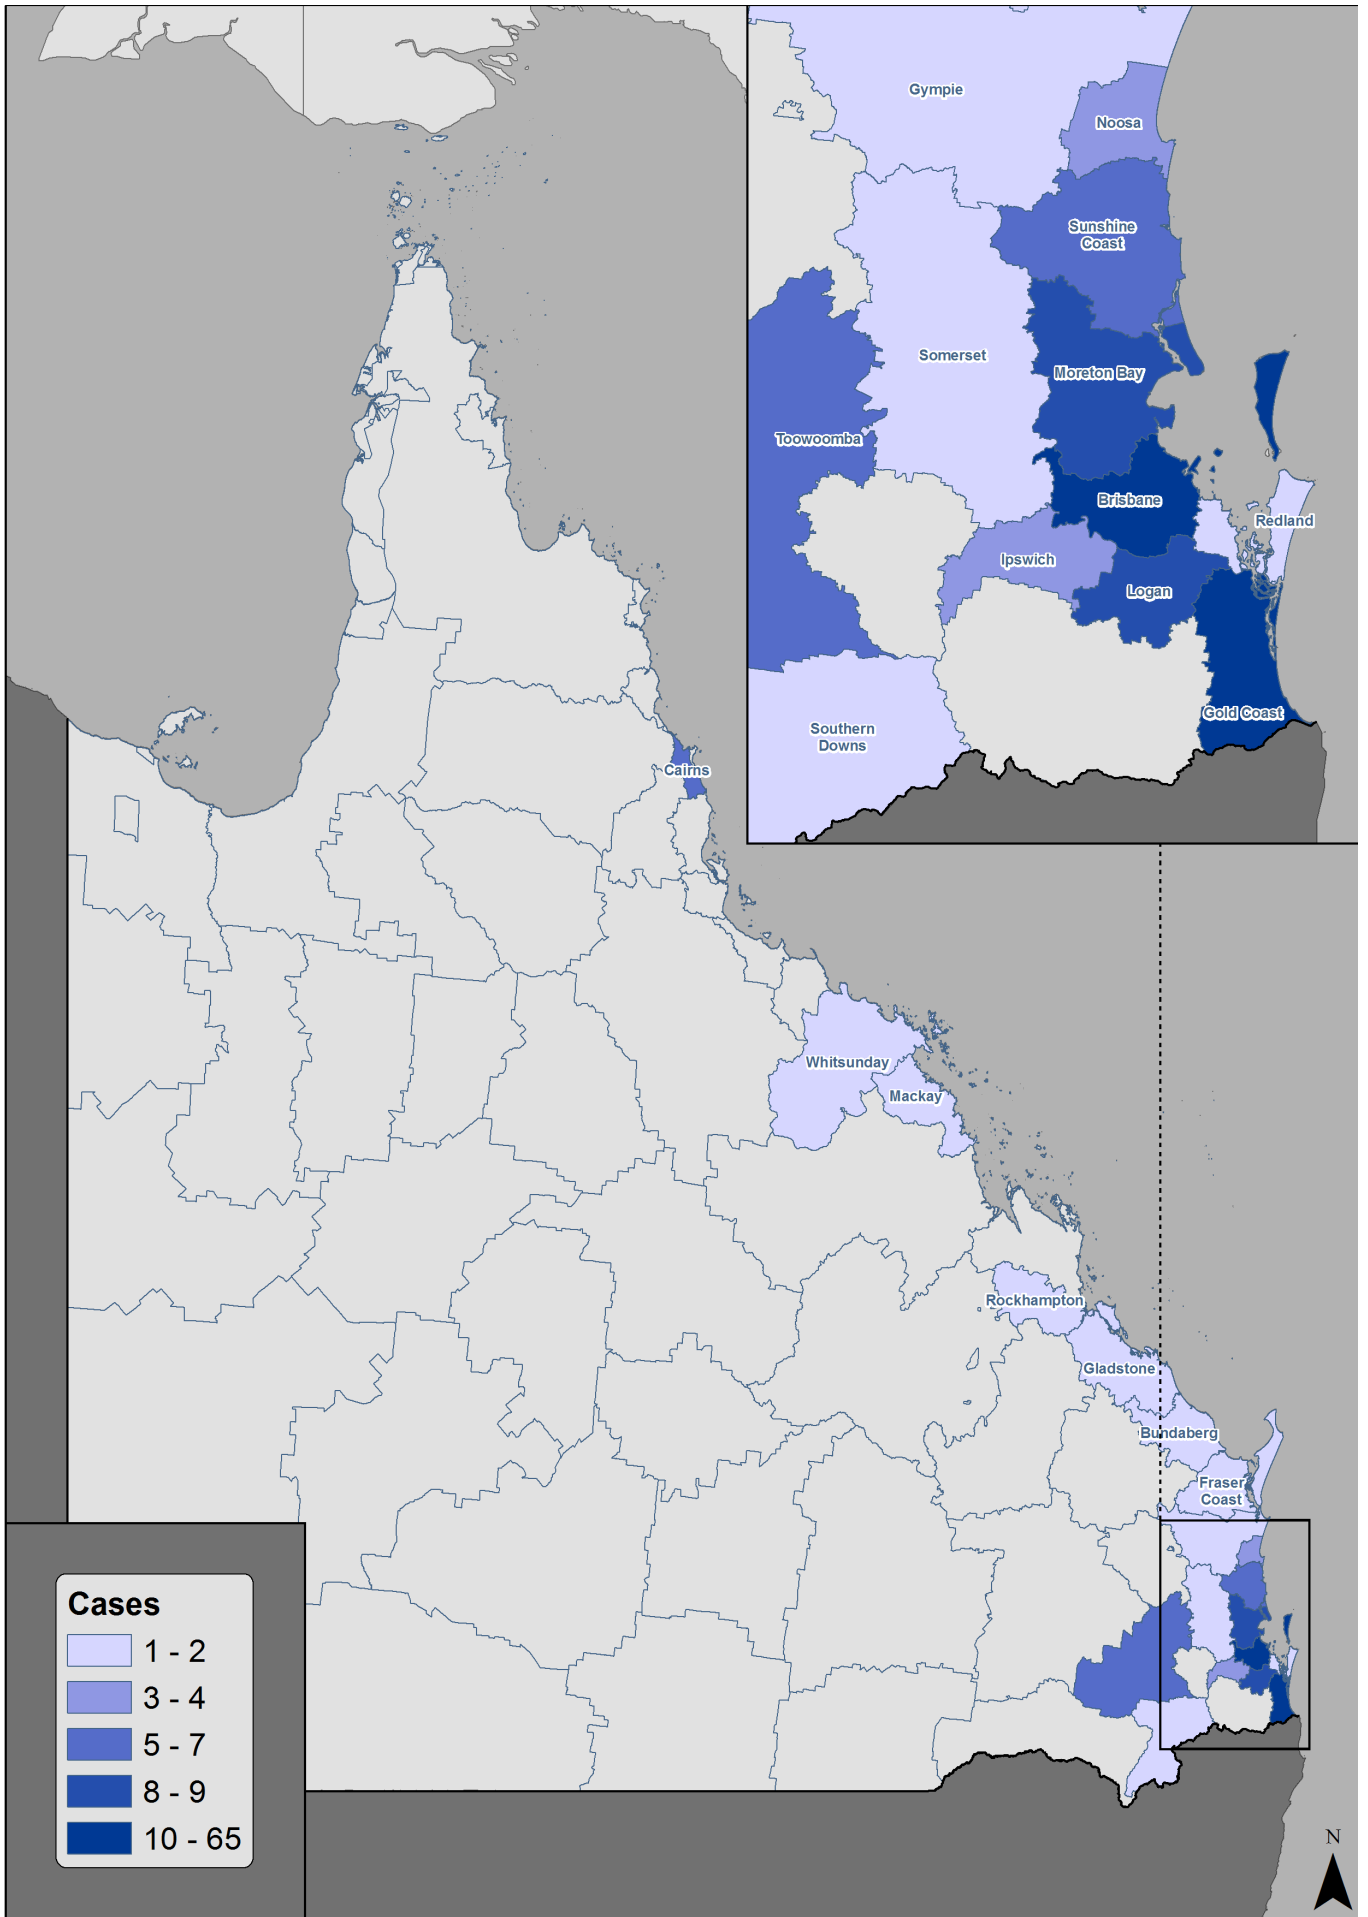 Gympie
Noosa
Sunshine
Coast
Somerset
Moreton Bay
Toowoomba
Brisbane
Redland
Ipswich
Logan
Gold Coast
Southern
Downs
Cairns
Whitsunday
Mackay
Rockhampton
Gladstone
Bundaberg
Fraser
Coast
Cases
1 - 2
3 - 4
5 - 7
8 - 9
10 - 65
N